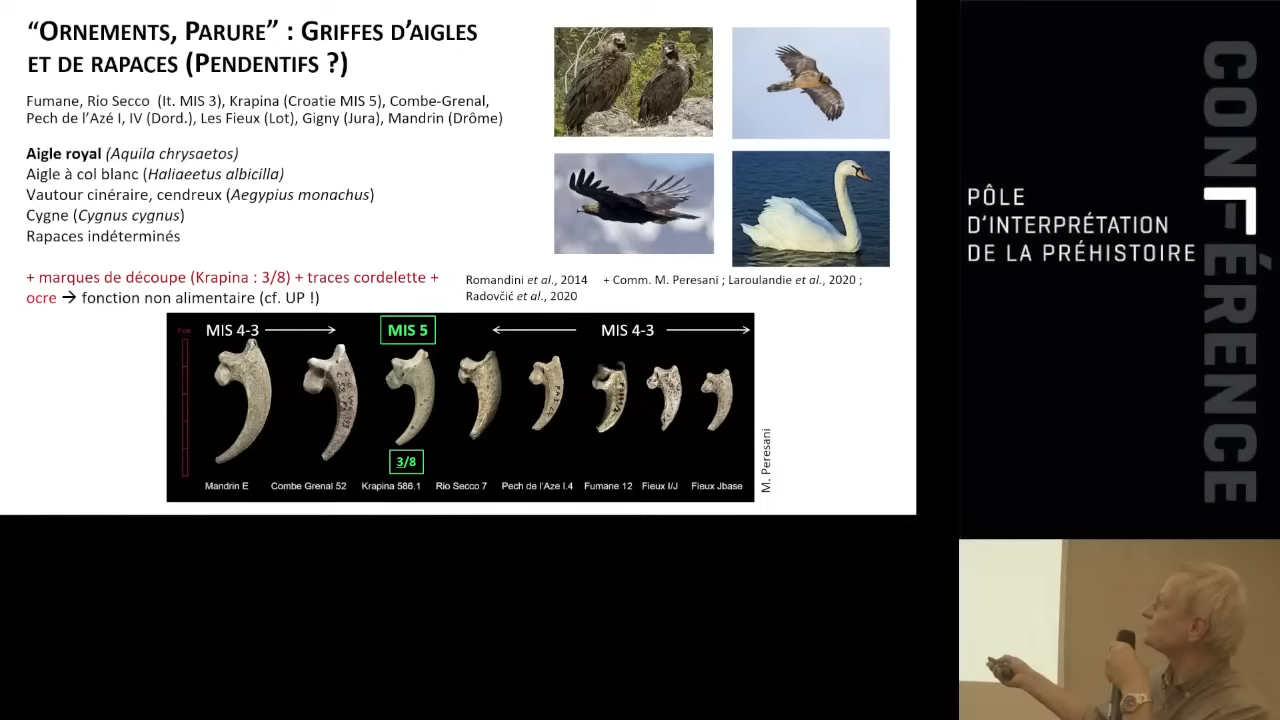 “Ornements, Parure” : Griffes d’aigles
et de rapaces (Pendentifs ?)
Fumane, Rio Secco (It. MIS 3), Krapina (Croatie MIS 5), Combe-Grenal,
Pech de l’Azé I, IV (Dord.), Les Fieux (Lot), Gigny (Jura), Mandrin (Drôme)
Aigle royal (Aquila chrysaetos)
Aigle à col blanc (Haliaeetus albicilla)
Vautour cinéraire, cendreux (Aegypius monachus)
Cygne (Cygnus cygnus)
Rapaces indéterminés
+ marques de découpe (Krapina : 3/8) + traces cordelette +
ocre → fonction non alimentaire (cf. UP !)
Romandini et al., 2014 + Comm. M. Peresani ; Laroulandie et al., 2020 ;
Radovčić et al., 2020
MIS 4-3 MIS 5 MIS 4-3
3/8
Mandrin E Combe Grenal 52 Krapina 586.1 Rio Secco 7 Pech de l’Aze I.4 Fumane 12 Fieux I/J Fieux Jbase
M. Peresani
PÔLE
D’INTERPRÉTATION
DE LA PRÉHISTOIRE
CONFÉRENCE